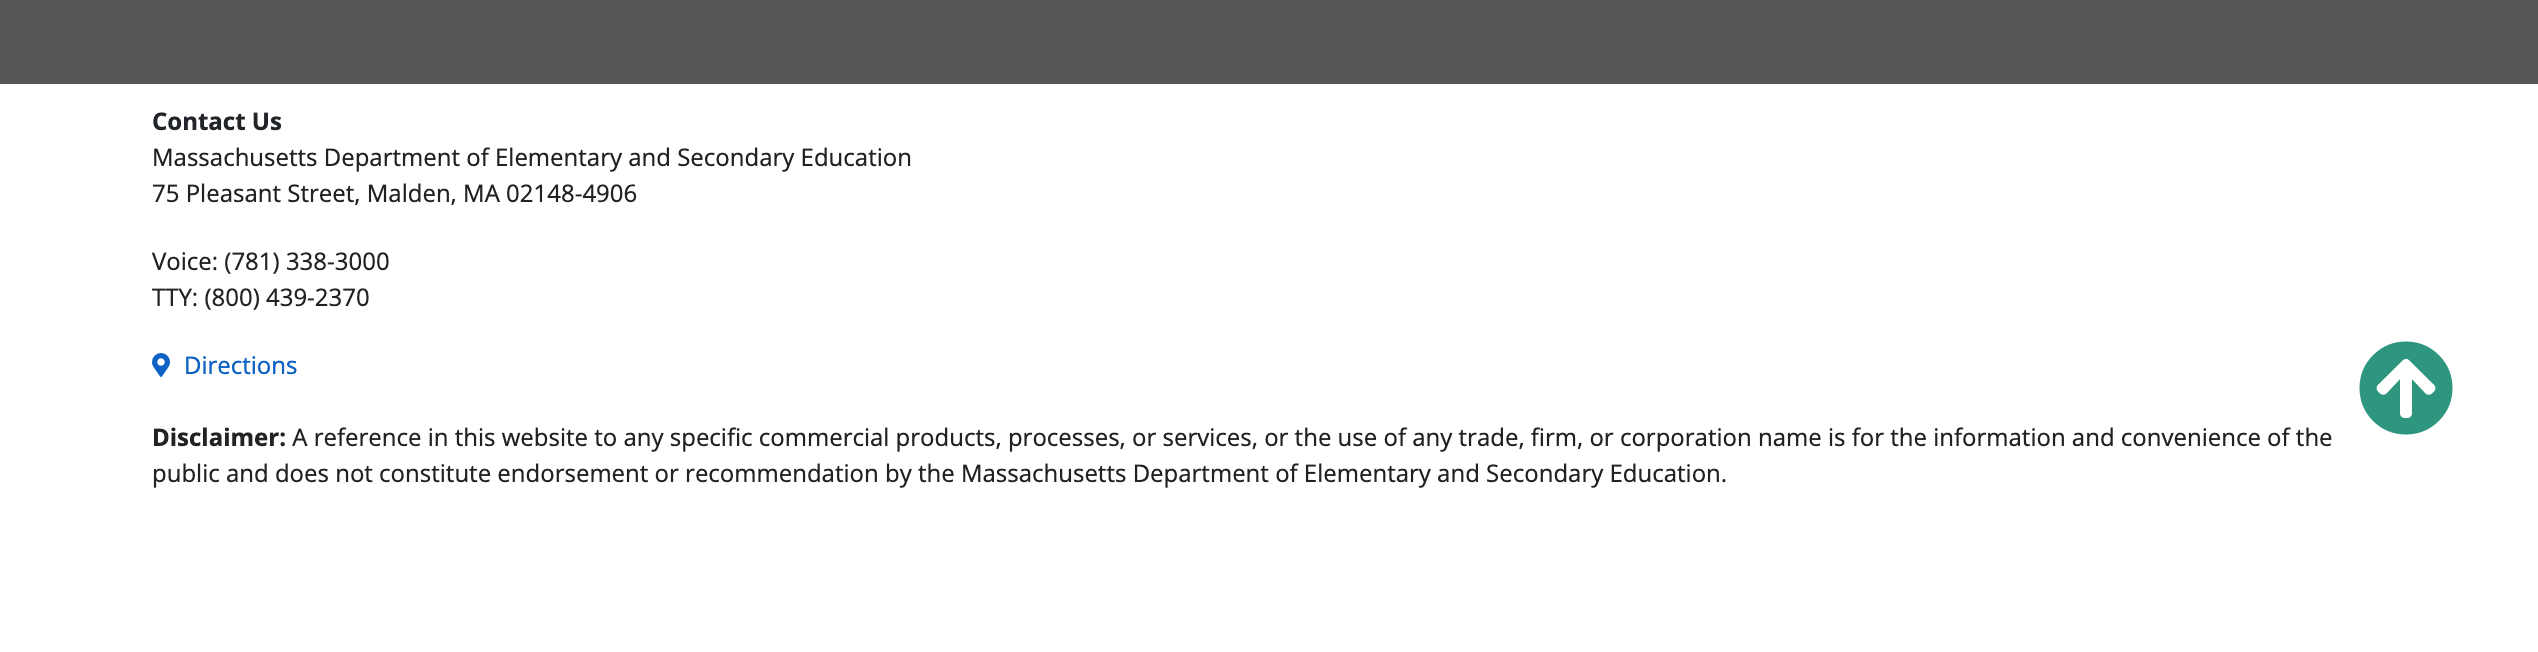 Contact Us
Massachusetts Department of Elementary and Secondary Education
75 Pleasant Street, Malden, MA 02148-4906
Voice: (781) 338-3000
TTY: (800) 439-2370
Directions
Disclaimer: A reference in this website to any specific commercial products, processes, or services, or the use of any trade, firm, or corporation name is for the information and convenience of the
public and does not constitute endorsement or recommendation by the Massachusetts Department of Elementary and Secondary Education.